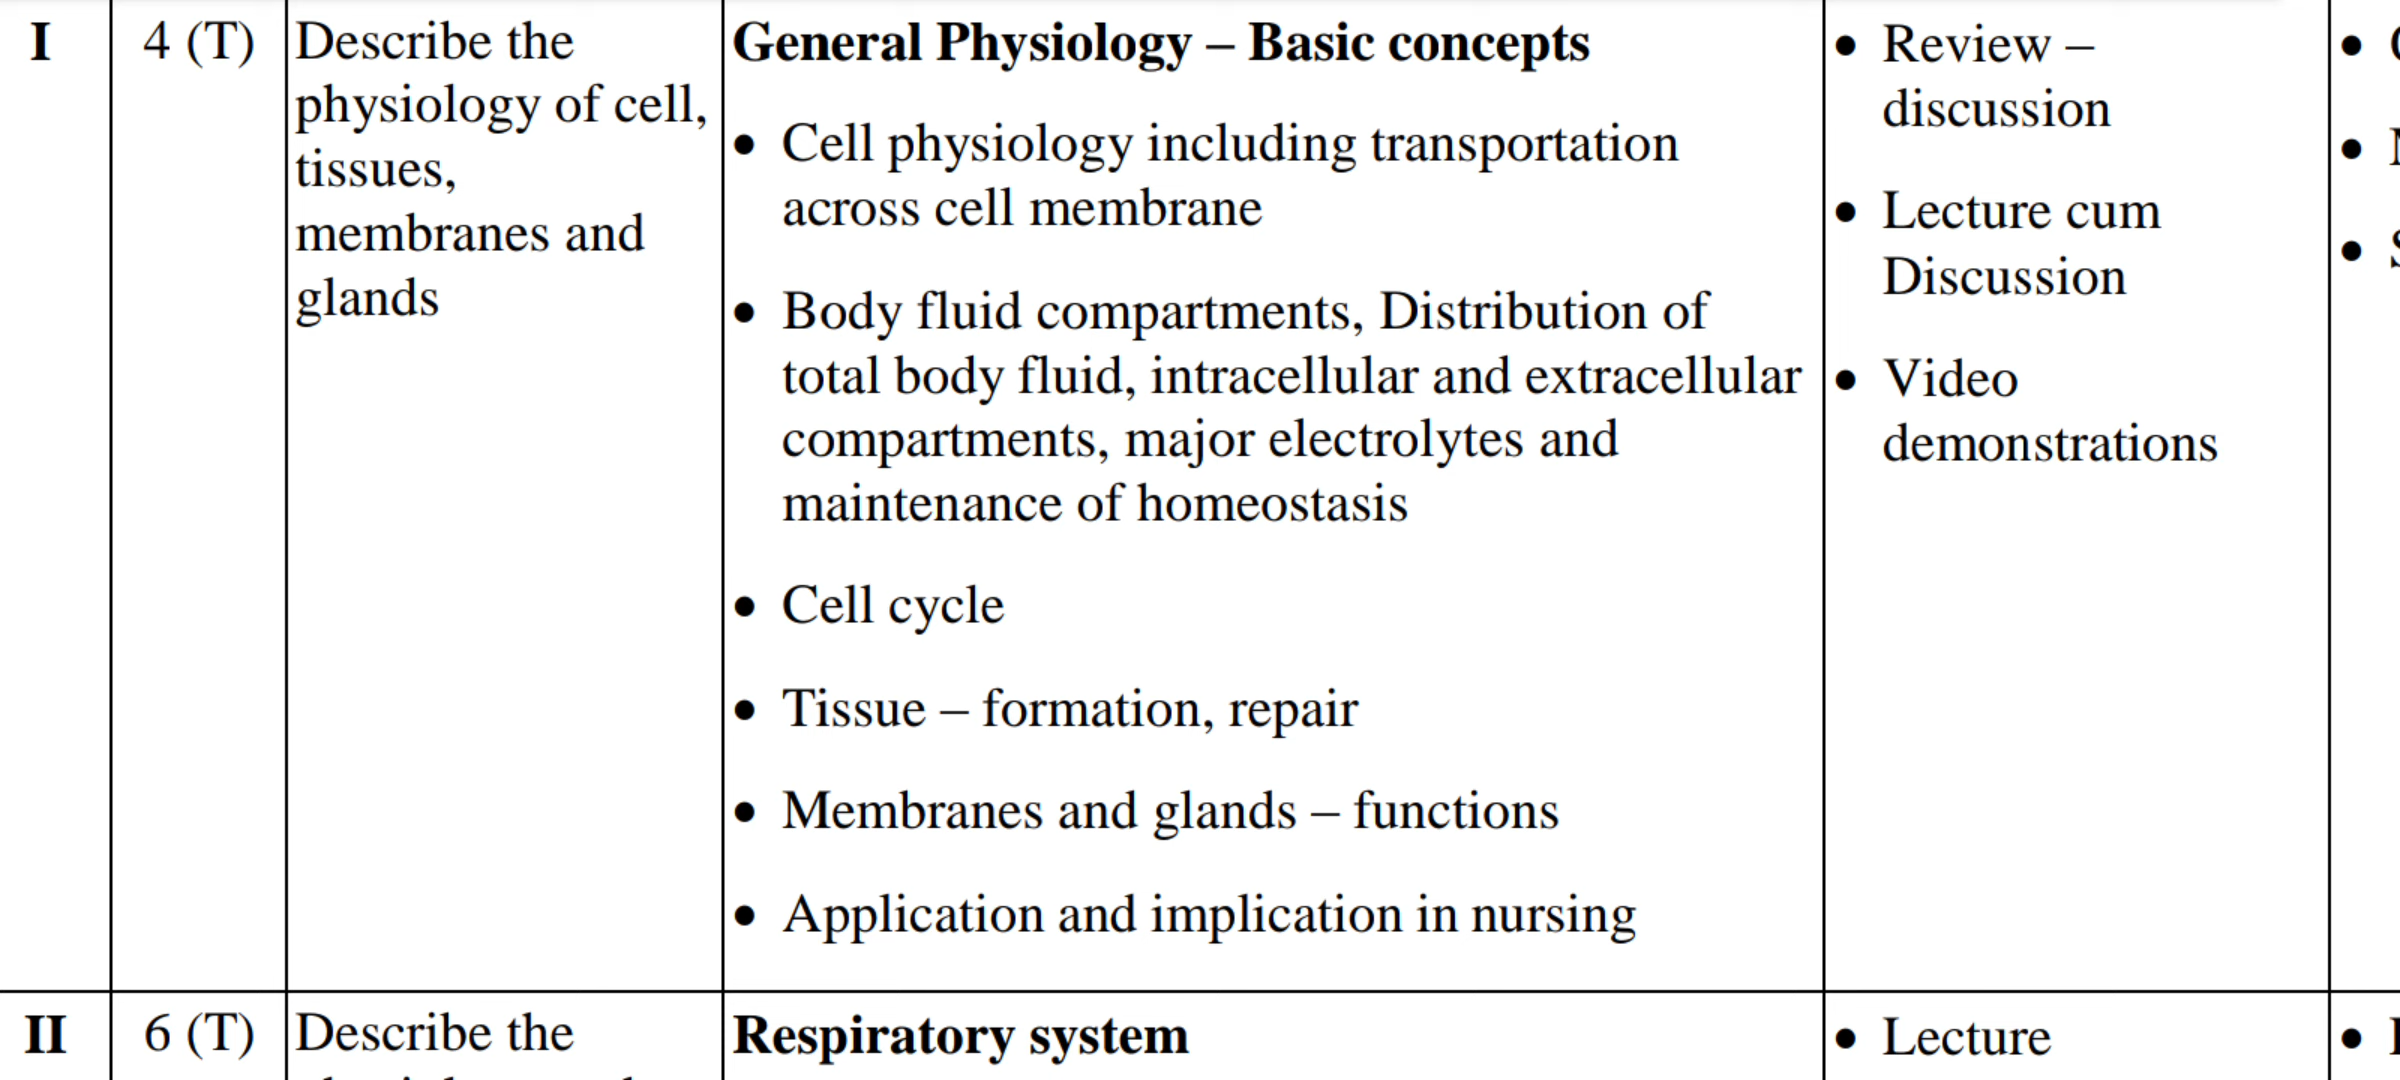 I
4 (T)
Describe the
physiology of cell,
tissues,
membranes and
glands
General Physiology – Basic concepts
● Cell physiology including transportation
across cell membrane
● Body fluid compartments, Distribution of
total body fluid, intracellular and extracellular
compartments, major electrolytes and
maintenance of homeostasis
● Cell cycle
● Tissue – formation, repair
● Membranes and glands – functions
● Application and implication in nursing
● Review –
discussion
● Lecture cum
Discussion
● Video
demonstrations
II
6 (T)
Describe the
Respiratory system
● Lecture